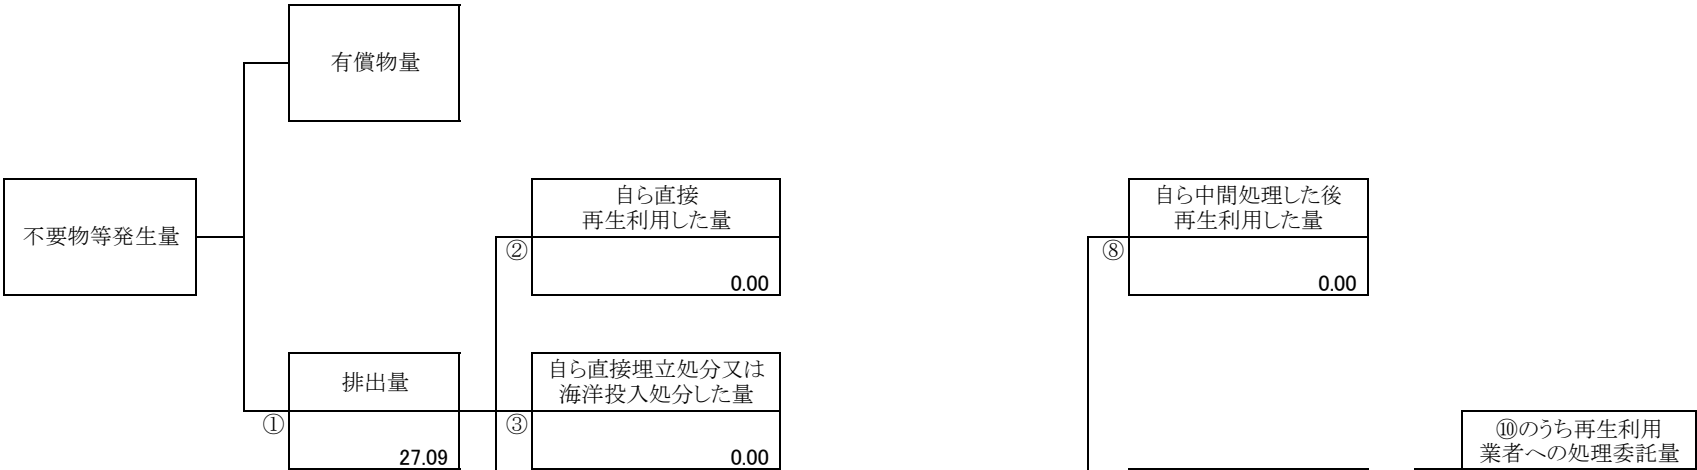 有償物量
不要物等発生量
自ら直接
再生利用した量
②
0.00
自ら中間処理した後
再生利用した量
⑧
0.00
排出量
①
27.09
自ら直接埋立処分又は
海洋投入処分した量
③
0.00
⑩のうち再生利用
業者への処理委託量